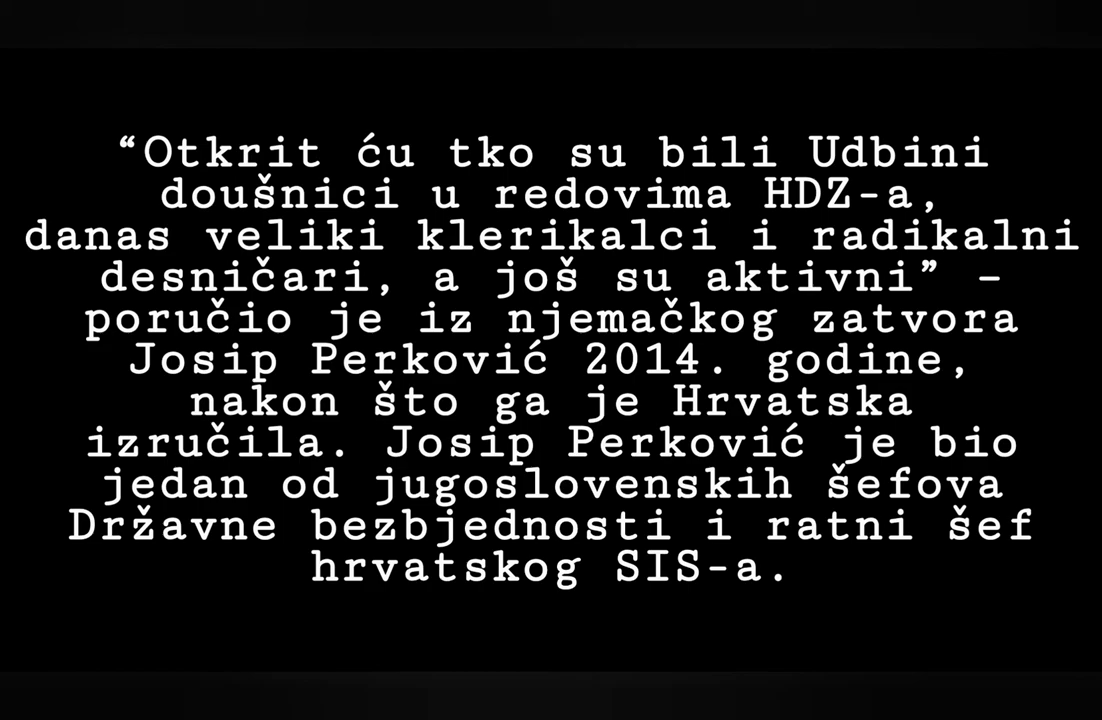 “Otkrit ću tko su bili Udbini
doušnici u redovima HDZ-a,
danas veliki klerikalci i radikalni
desničari, a još su aktivni” –
poručio je iz njemačkog zatvora
Josip Perković 2014. godine,
nakon što ga je Hrvatska
izručila. Josip Perković je bio
jedan od jugoslovenskih šefova
Državne bezbjednosti i ratni šef
hrvatskog SIS-a.